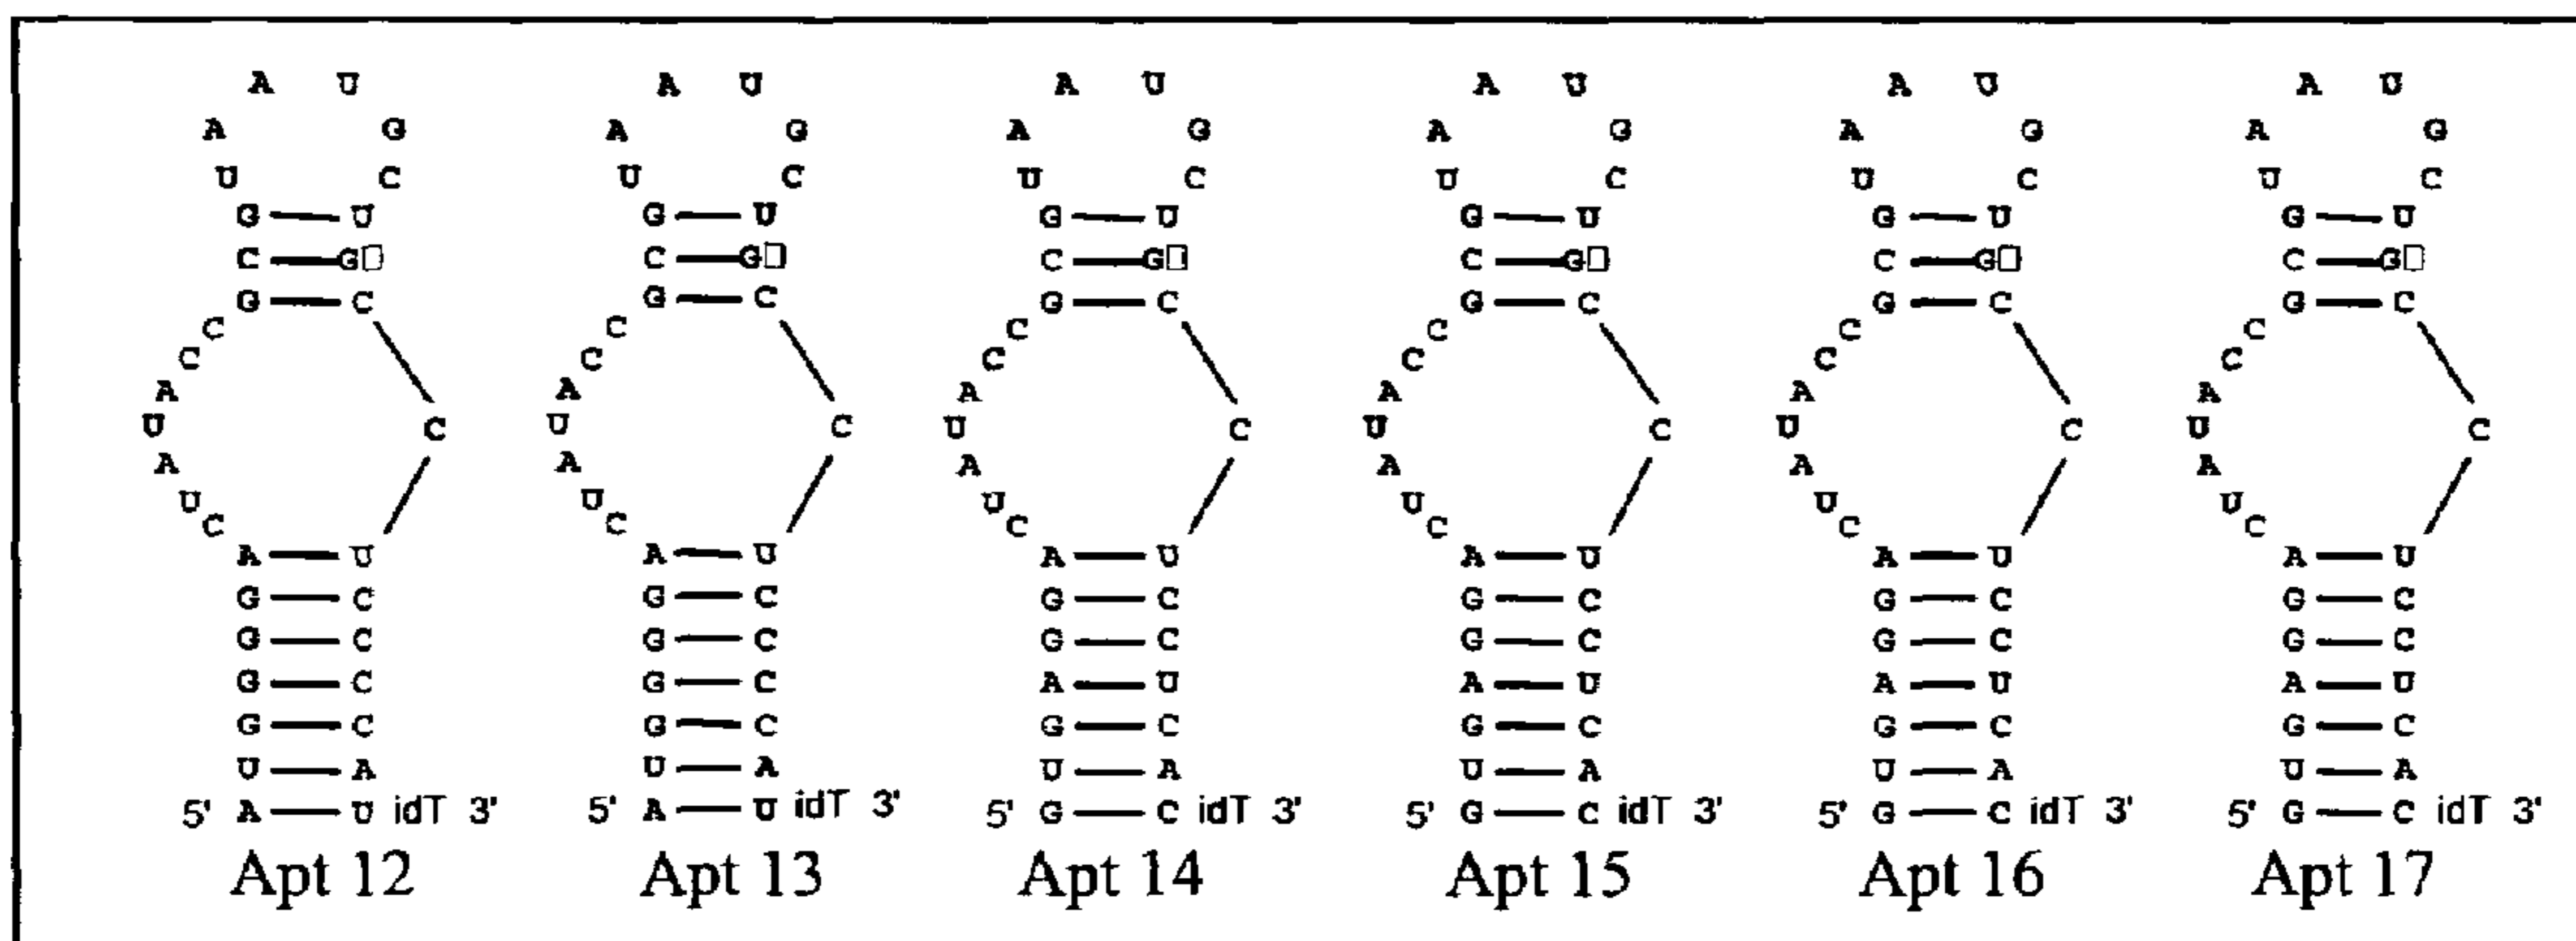 A U A U A U A U A U A U
A G A G A G A G A G A G
U C U C U C U C U C U C
G U G U G U G U G U G U
C G□ C G□ C G□ C G□ C G□ C G□
G C G C G C G C G C G C
C C C C C C
C C C C C C
A A A A A A
U C U C U C U C U C U C
A A A A A A
U U U U U U
C C C C C C
A U A U A U A U A U A U
G C G C G C G C G C G C
G C G C G C G C G C G C
G C G C A U A U A U A U
G C G C G C G C G C G C
U A U A U A U A U A U A
5' A U idT 3' 5' A U idT 3' 5' G C idT 3' 5' G C idT 3' 5' G C idT 3' 5' G C idT 3'
Apt 12 Apt 13 Apt 14 Apt 15 Apt 16 Apt 17